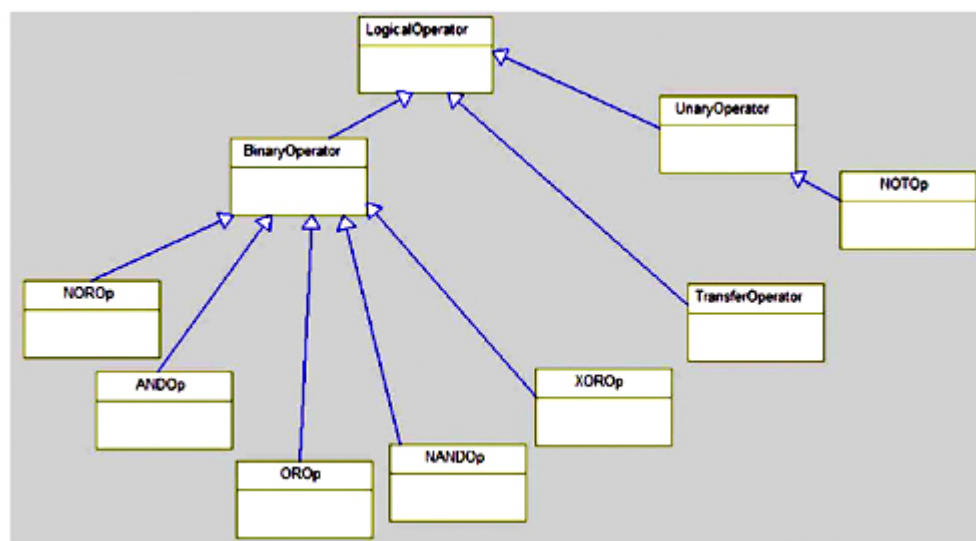 LogicalOperator
UnaryOperator
BinaryOperator
NOTOp
NOROp
TransferOperator
ANDOp
XOROp
NANDOp
OROp